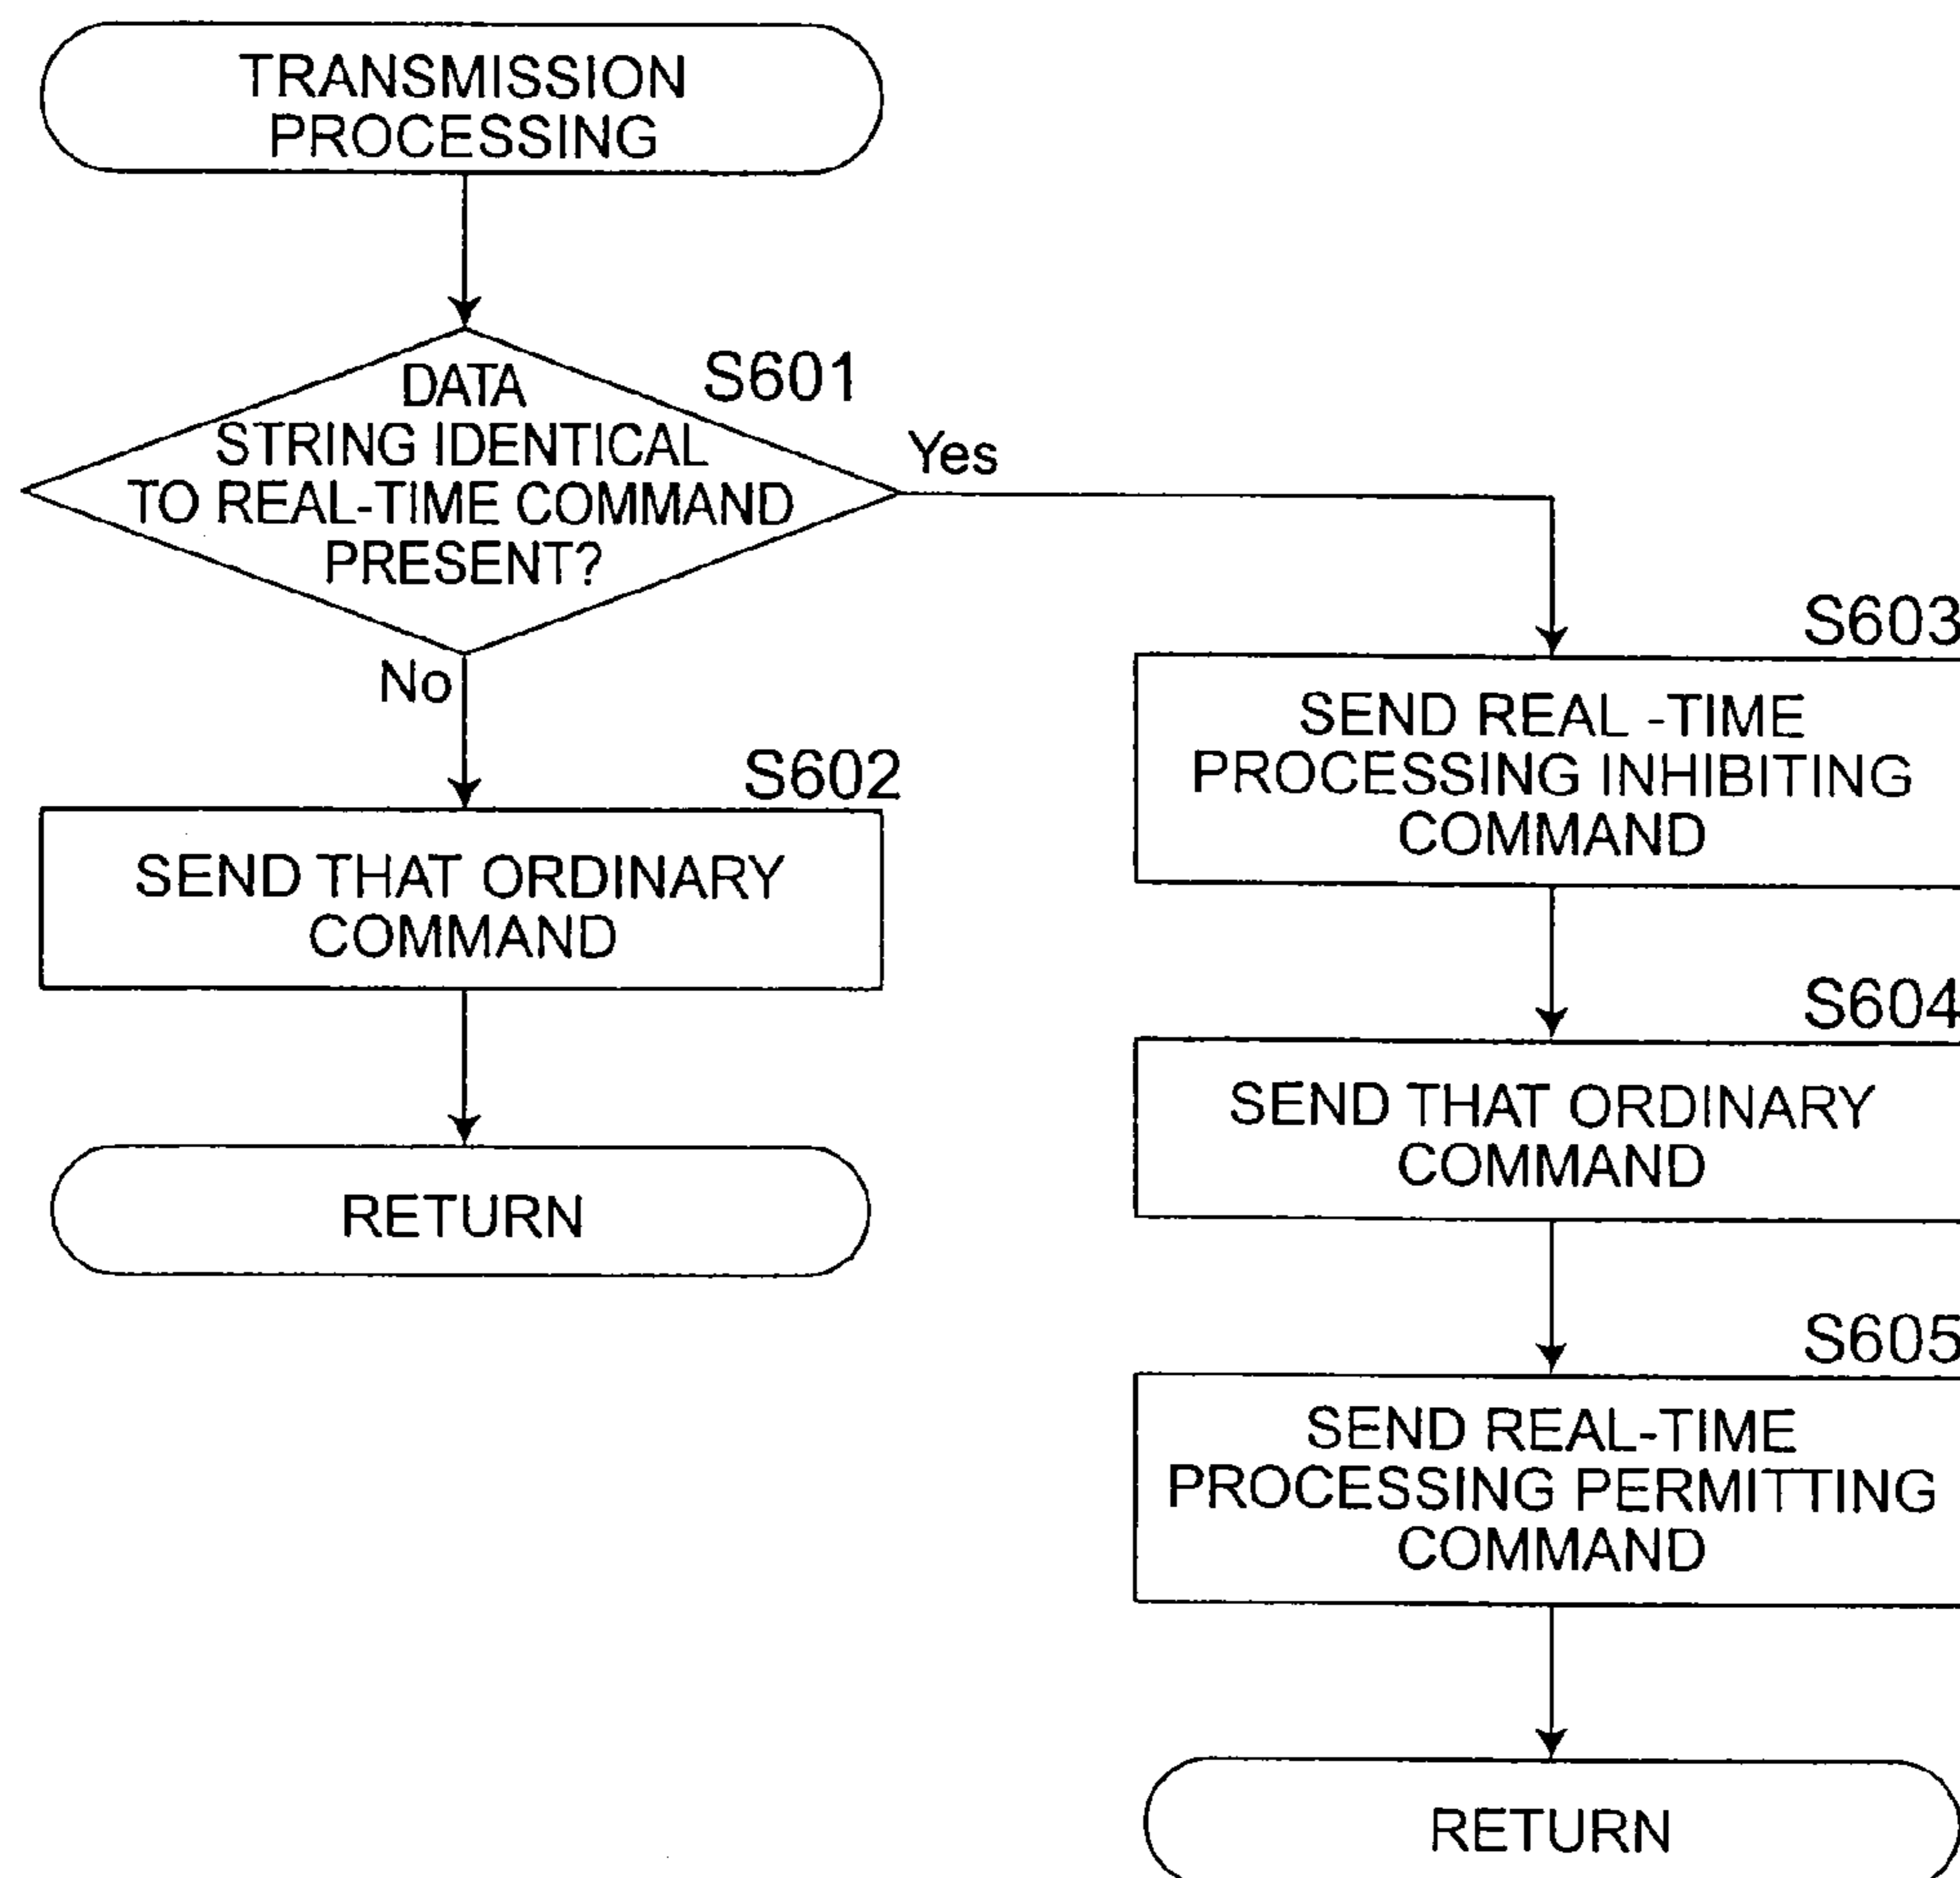 TRANSMISSION
PROCESSING
S601
DATA
STRING IDENTICAL
TO REAL-TIME COMMAND
PRESENT?
Yes
No
S602
SEND THAT ORDINARY
COMMAND
RETURN
S603
SEND REAL -TIME
PROCESSING INHIBITING
COMMAND
S604
SEND THAT ORDINARY
COMMAND
S605
SEND REAL-TIME
PROCESSING PERMITTING
COMMAND
RETURN